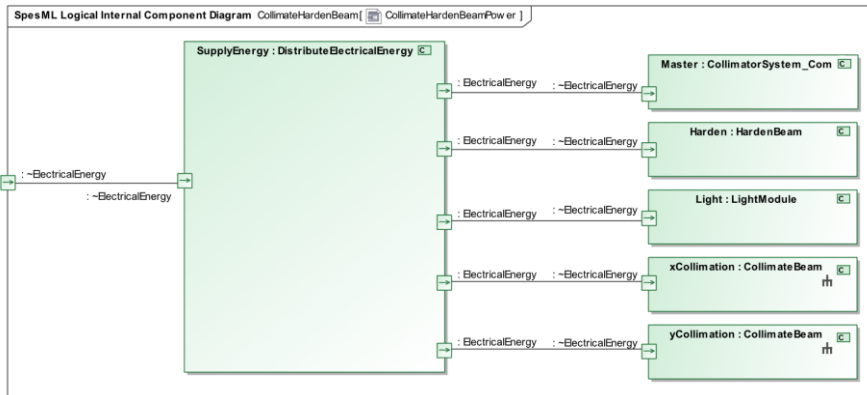 SpesML Logical Internal Component Diagram CollimateHardenBeam[ CollimateHardenBeamPower ]
SupplyEnergy : DistributeElectricalEnergy C
Master : CollimatorSystem_Com C
: ElectricalEnergy : ~ElectricalEnergy
Harden : HardenBeam C
: ElectricalEnergy : ~ElectricalEnergy
: ~ElectricalEnergy
: ~ElectricalEnergy
Light : LightModule C
: ElectricalEnergy : ~ElectricalEnergy
xCollimation : CollimateBeam C
: ElectricalEnergy : ~ElectricalEnergy
yCollimation : CollimateBeam C
: ElectricalEnergy : ~ElectricalEnergy